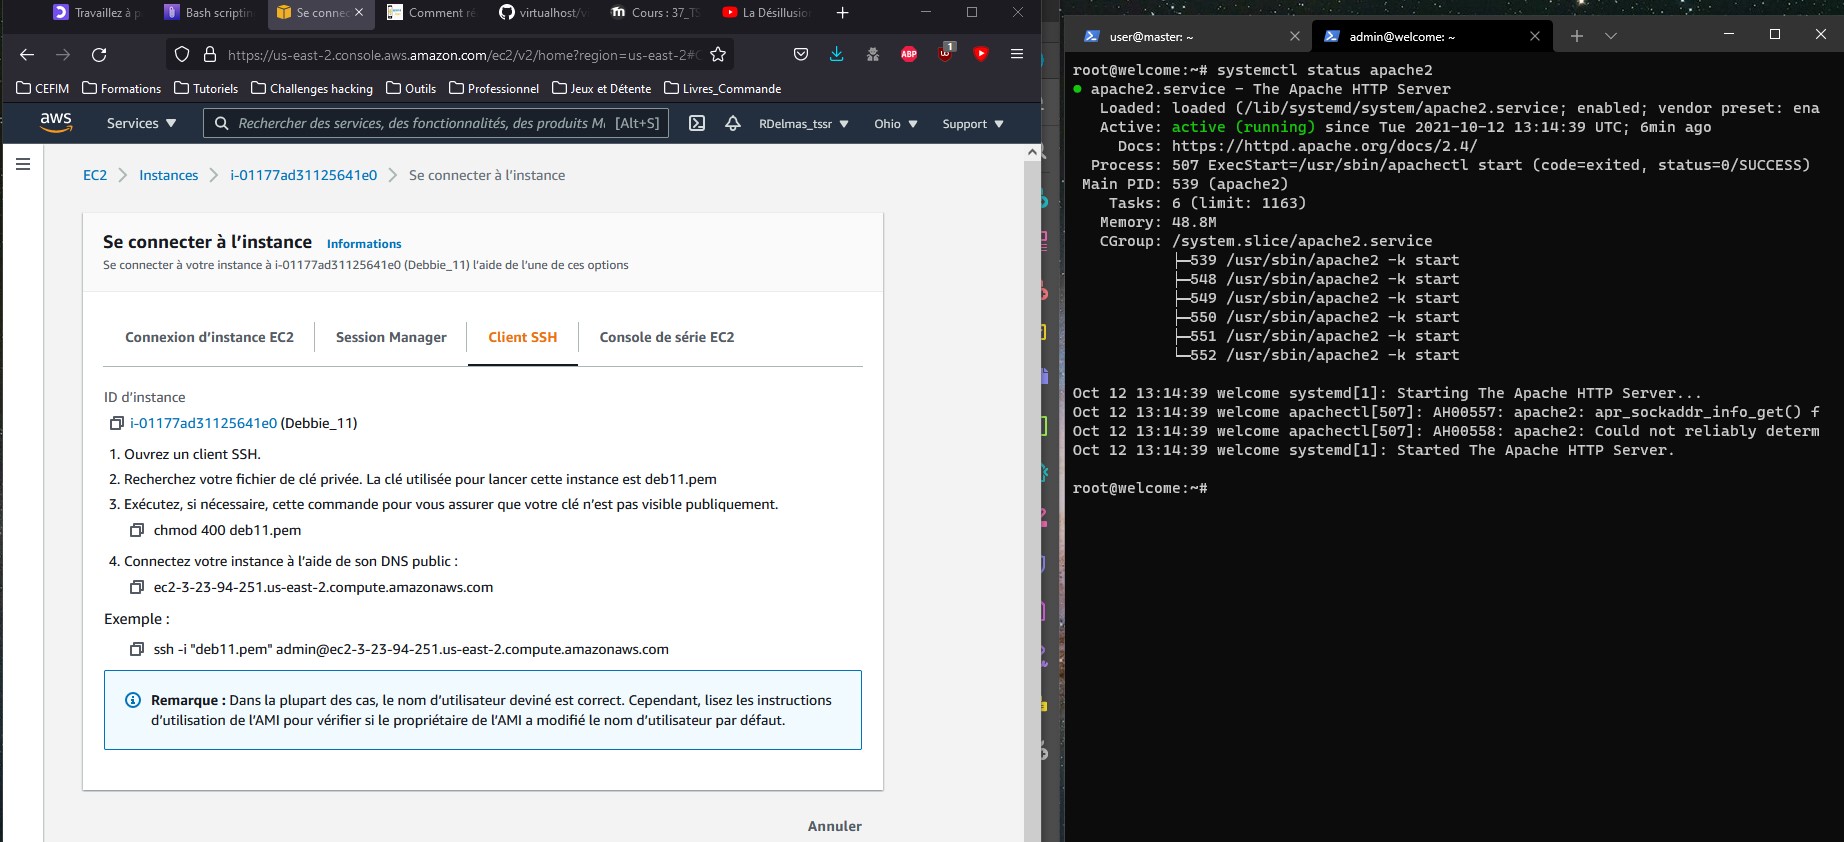 Travaillez à p
Bash scriptin
Se connec
Comment ré
virtualhost/v
Cours : 37_TS
La Désillusion
https://us-east-2.console.aws.amazon.com/ec2/v2/home?region=us-east-2#C
ABP
1
CEFIM
Formations
Tutoriels
Challenges hacking
Outils
Professionnel
Jeux et Détente
Livres_Commande
aws
Services
Rechercher des services, des fonctionnalités, des produits M
[Alt+S]
RDelmas_tssr
Ohio
Support
EC2
Instances
i-01177ad31125641e0
Se connecter à l'instance
Se connecter à l'instance Informations
Se connecter à votre instance à i-01177ad31125641e0 (Debbie_11) l'aide de l'une de ces options
Connexion d'instance EC2
Session Manager
Client SSH
Console de série EC2
ID d'instance
i-01177ad31125641e0 (Debbie_11)
1. Ouvrez un client SSH.
2. Recherchez votre fichier de clé privée. La clé utilisée pour lancer cette instance est deb11.pem
3. Exécutez, si nécessaire, cette commande pour vous assurer que votre clé n'est pas visible publiquement.
chmod 400 deb11.pem
4. Connectez votre instance à l'aide de son DNS public :
ec2-3-23-94-251.us-east-2.compute.amazonaws.com
Exemple :
ssh -i "deb11.pem" admin@ec2-3-23-94-251.us-east-2.compute.amazonaws.com
Remarque : Dans la plupart des cas, le nom d'utilisateur deviné est correct. Cependant, lisez les instructions
d'utilisation de l'AMI pour vérifier si le propriétaire de l'AMI a modifié le nom d'utilisateur par défaut.
Annuler
user@master: ~
admin@welcome: ~
root@welcome:~# systemctl status apache2
● apache2.service - The Apache HTTP Server
Loaded: loaded (/lib/systemd/system/apache2.service; enabled; vendor preset: ena
Active: active (running) since Tue 2021-10-12 13:14:39 UTC; 6min ago
Docs: https://httpd.apache.org/docs/2.4/
Process: 507 ExecStart=/usr/sbin/apachectl start (code=exited, status=0/SUCCESS)
Main PID: 539 (apache2)
Tasks: 6 (limit: 1163)
Memory: 48.8M
CGroup: /system.slice/apache2.service
├─539 /usr/sbin/apache2 -k start
├─548 /usr/sbin/apache2 -k start
├─549 /usr/sbin/apache2 -k start
├─550 /usr/sbin/apache2 -k start
├─551 /usr/sbin/apache2 -k start
└─552 /usr/sbin/apache2 -k start
Oct 12 13:14:39 welcome systemd[1]: Starting The Apache HTTP Server...
Oct 12 13:14:39 welcome apachectl[507]: AH00557: apache2: apr_sockaddr_info_get() f
Oct 12 13:14:39 welcome apachectl[507]: AH00558: apache2: Could not reliably determ
Oct 12 13:14:39 welcome systemd[1]: Started The Apache HTTP Server.
root@welcome:~#